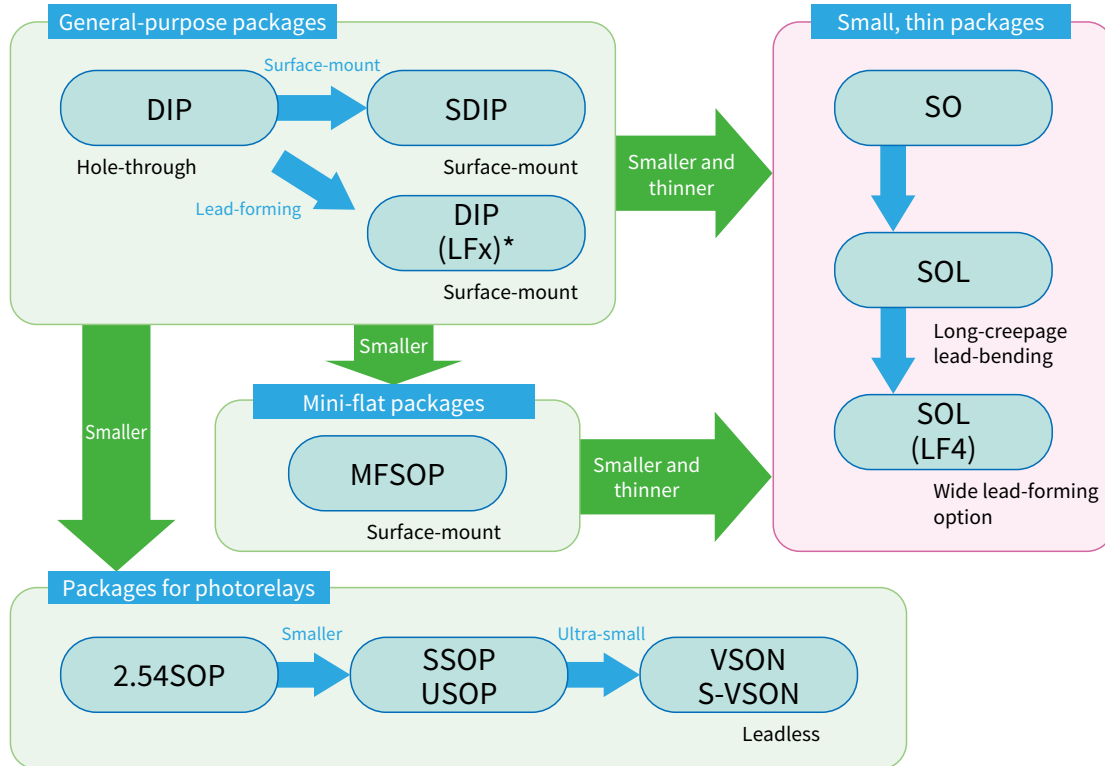 General-purpose packages
Surface-mount
DIP
SDIP
Hole-through
Surface-mount
Lead-forming
DIP
(LFx)*
Surface-mount
Smaller and
thinner
Small, thin packages
SO
SOL
Long-creepage
lead-bending
SOL
(LF4)
Wide lead-forming
option
Smaller
Smaller
Mini-flat packages
MFSOP
Surface-mount
Smaller and
thinner
Packages for photorelays
2.54SOP
Smaller
SSOP
USOP
Ultra-small
VSON
S-VSON
Leadless